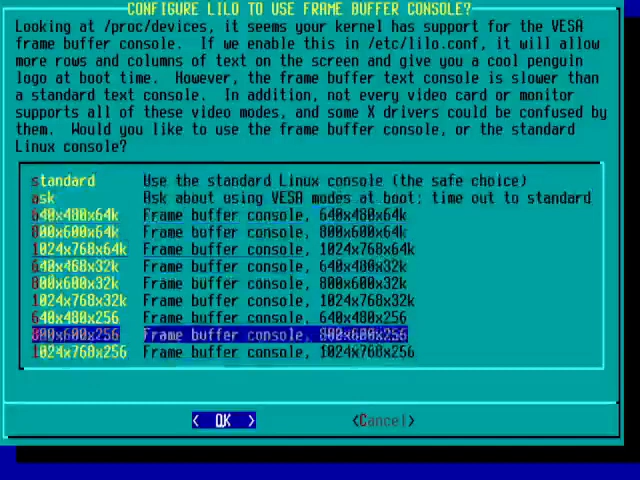 CONFIGURE LILO TO USE FRAME BUFFER CONSOLE?
Looking at /proc/devices, it seems your kernel has support for the VESA
frame buffer console.  If we enable this in /etc/lilo.conf, it will allow
more rows and columns of text on the screen and give you a cool penguin
logo at boot time.  However, the frame buffer text console is slower than
a standard text console.  In addition, not every video card or monitor
supports all of these video modes, and some X drivers could be confused by
them.  Would you like to use the frame buffer console, or the standard
Linux console?
standard Use the standard Linux console (the safe choice)
ask Ask about using VESA modes at boot; time out to standard
640x480x64k Frame buffer console, 640x480x64k
800x600x64k Frame buffer console, 800x600x64k
1024x768x64k Frame buffer console, 1024x768x64k
640x480x32k Frame buffer console, 640x480x32k
800x600x32k Frame buffer console, 800x600x32k
1024x768x32k Frame buffer console, 1024x768x32k
640x480x256 Frame buffer console, 640x480x256
800x600x256 Frame buffer console, 800x600x256
1024x768x256 Frame buffer console, 1024x768x256
< OK > <Cancel>